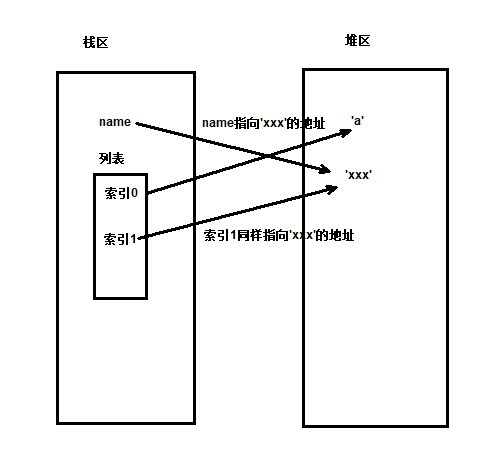 栈区
堆区
name
name指向'xxx'的地址
'a'
列表
'xxx'
索引0
索引1
索引1同样指向'xxx'的地址